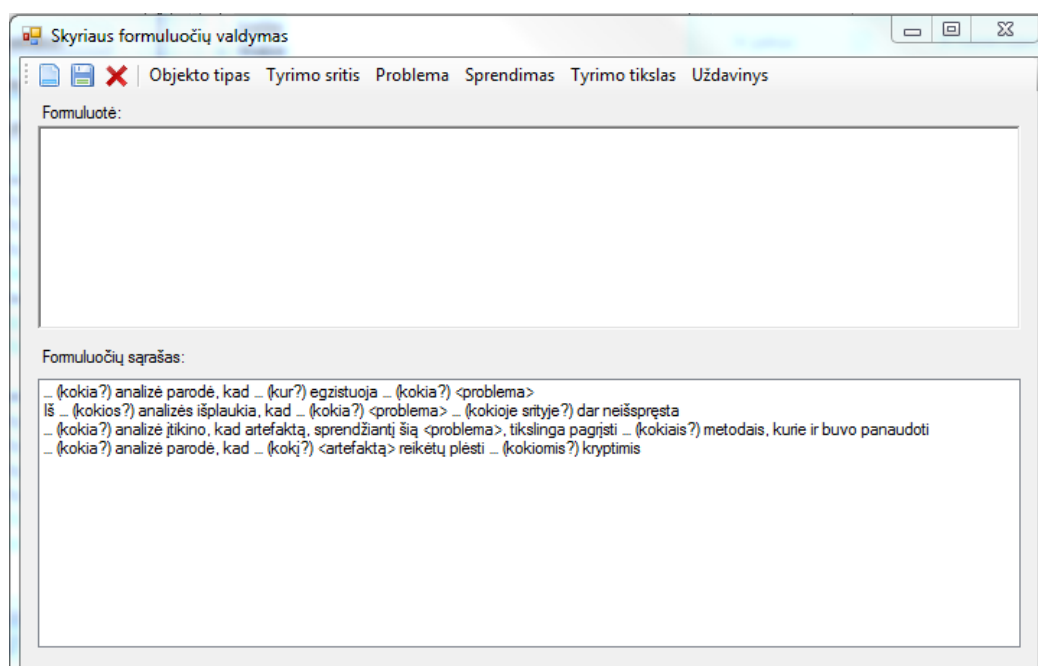 Skyriaus formuluočių valdymas
Objekto tipas Tyrimo sritis Problema Sprendimas Tyrimo tikslas Uždavinys
Formuluotė:
Formuluočių sąrašas:
... (kokia?) analizė parodė, kad ... (kur?) egzistuoja ... (kokia?) <problema>
Iš ... (kokios?) analizės išplaukia, kad ... (kokia?) <problema> ... (kokioje srityje?) dar neišspręsta
... (kokia?) analizė įtikino, kad artefaktą, sprendžiantį šią <problema>, tikslinga pagrįsti ... (kokiais?) metodais, kurie ir buvo panaudoti
... (kokia?) analizė parodė, kad ... (kokį?) <artefaktą> reikėtų plėsti ... (kokiomis?) kryptimis